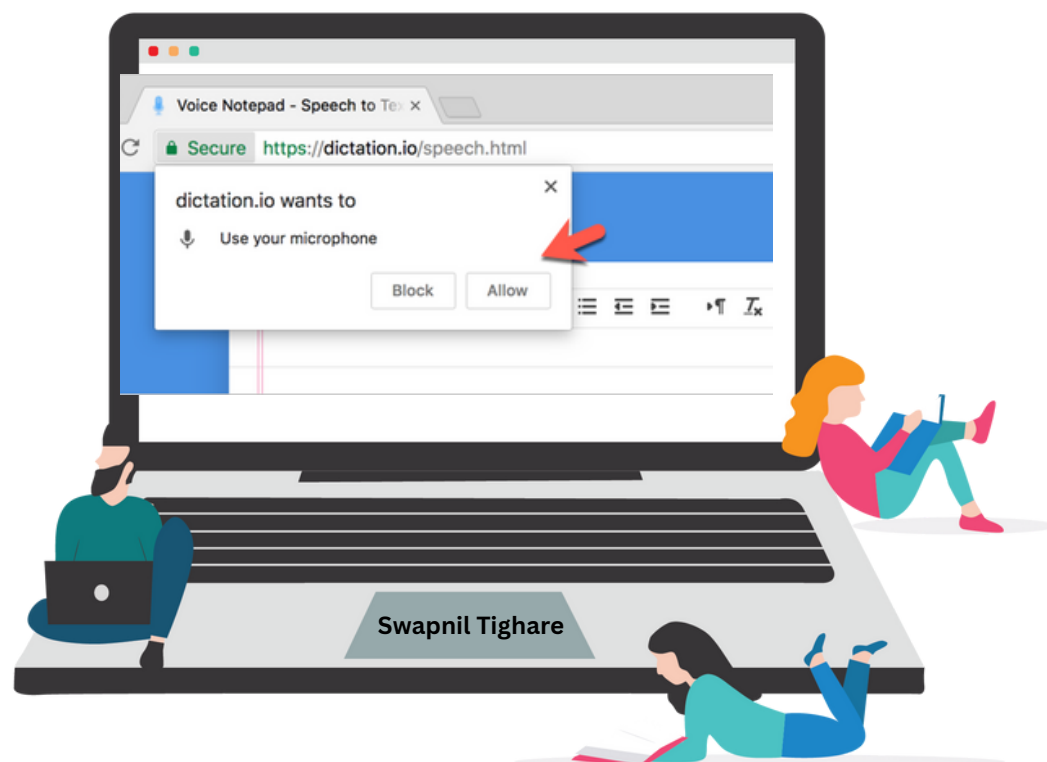 Voice Notepad - Speech to Te
Secure https://dictation.io/speech.html
dictation.io wants to
Use your microphone
Block Allow
Swapnil Tighare